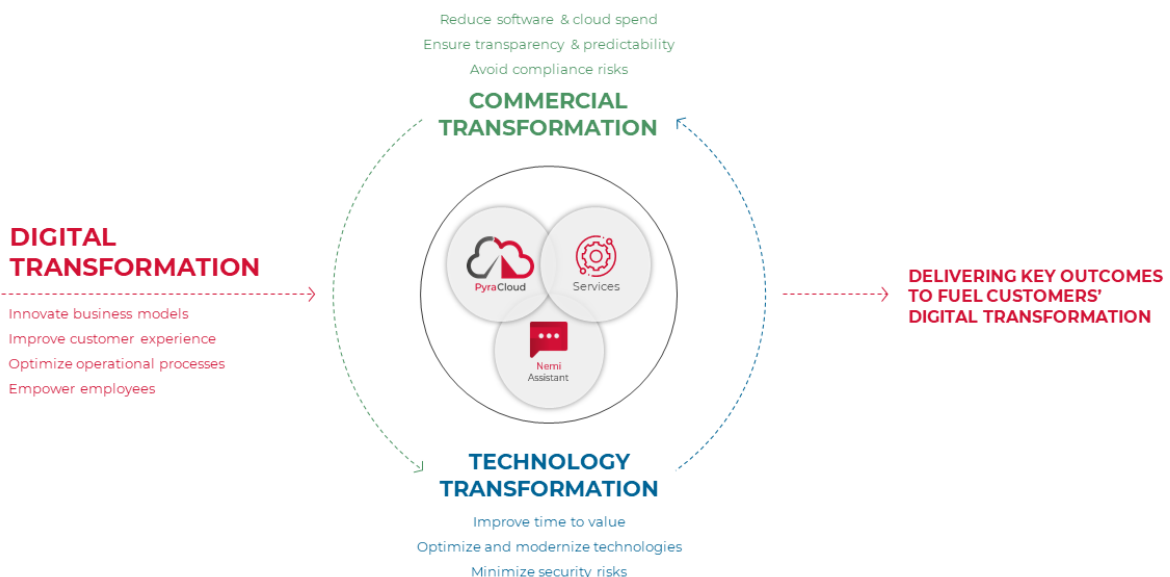 Reduce software & cloud spend
Ensure transparency & predictability
Avoid compliance risks
COMMERCIAL
TRANSFORMATION
DIGITAL
TRANSFORMATION
Innovate business models
Improve customer experience
Optimize operational processes
Empower employees
PyraCloud
Services
Nemi
Assistant
DELIVERING KEY OUTCOMES
TO FUEL CUSTOMERS’
DIGITAL TRANSFORMATION
TECHNOLOGY
TRANSFORMATION
Improve time to value
Optimize and modernize technologies
Minimize security risks